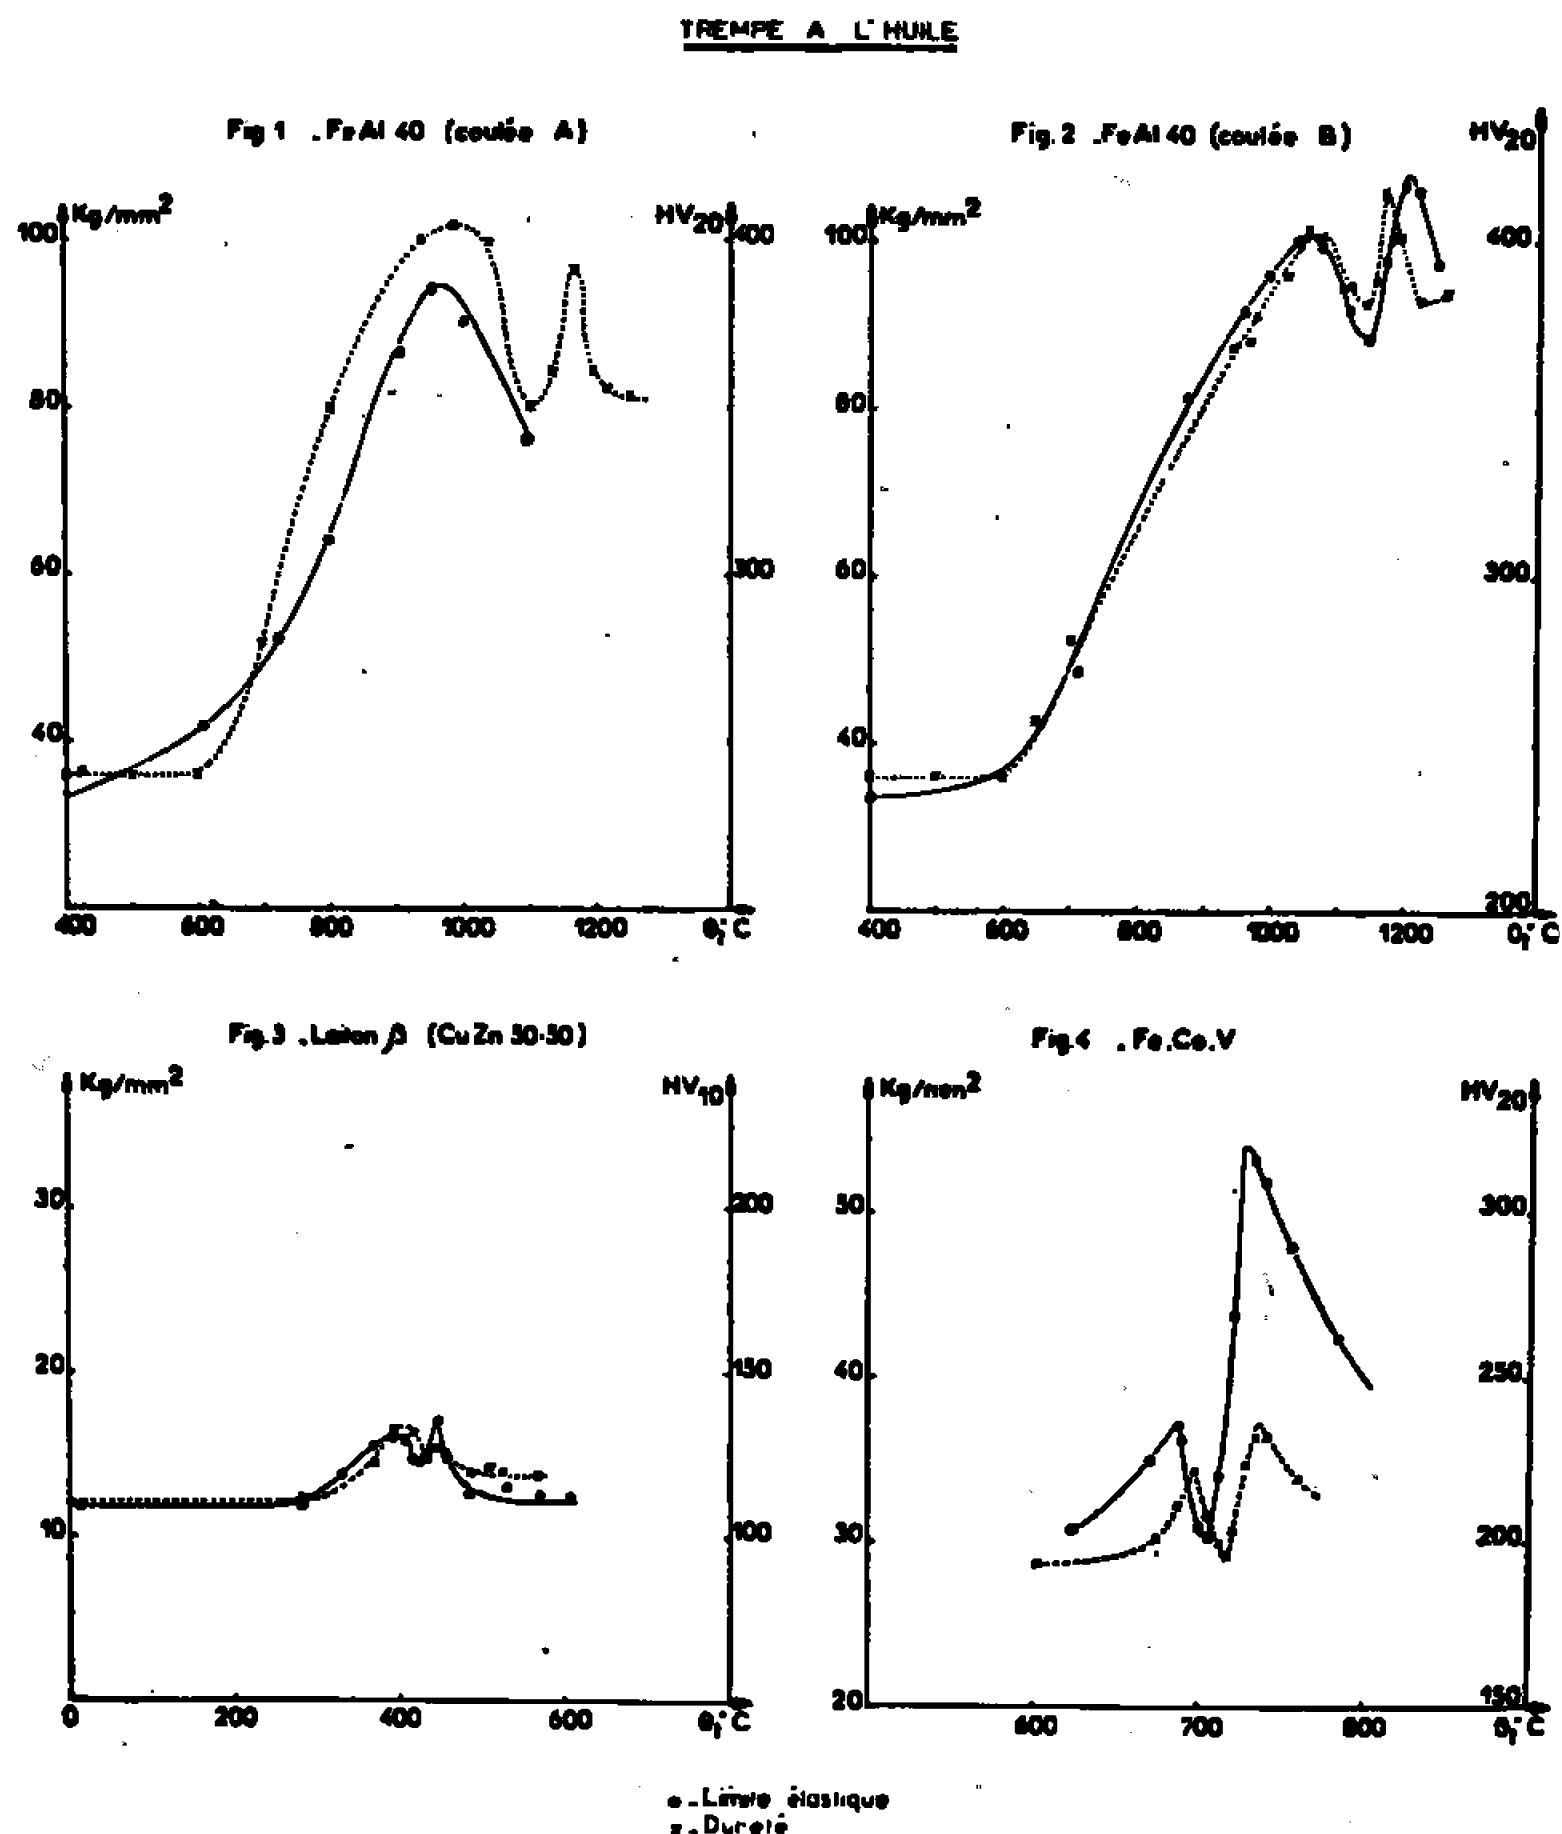 TREMPE A L'HUILE
Fig 1 . FeAl 40 (coulée A)
Kg/mm2
HV20
100
80
60
40
400
300
400
600
800
1000
1200
θi°C
Fig. 2 . FeAl 40 (coulée B)
Kg/mm2
HV20
100
80
60
40
400
300
200
400
600
800
1000
1200
θi°C
Fig. 3 . Laiton β (CuZn 50-50)
Kg/mm2
HV10
30
20
10
200
150
100
0
200
400
600
θi°C
Fig. 4 . Fe.Co.V
Kg/mm2
HV20
50
40
30
20
300
250
200
150
600
700
800
θi°C
● - Limite élastique
x - Dureté